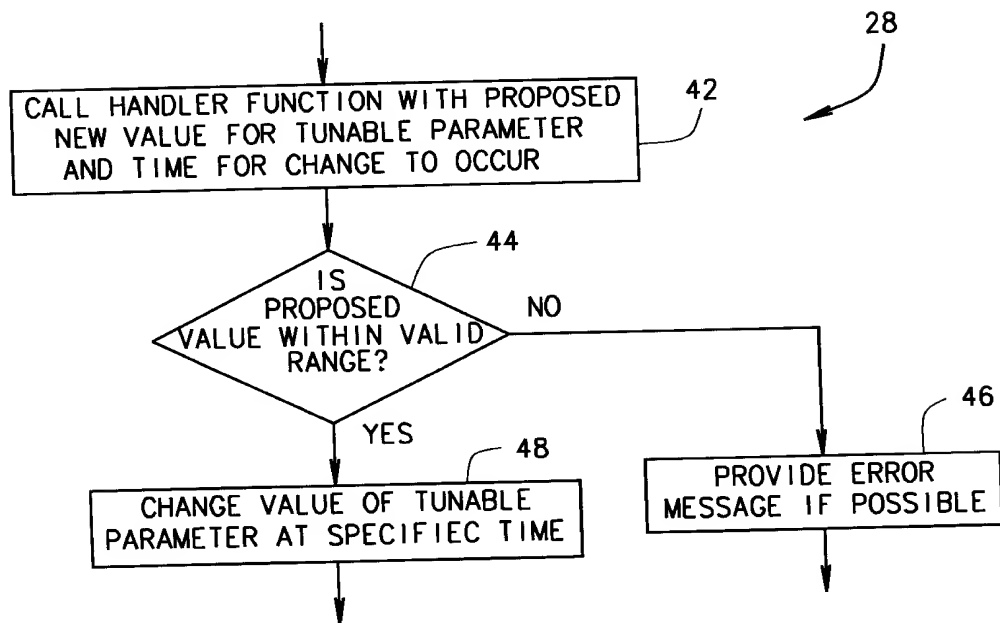 28
CALL HANDLER FUNCTION WITH PROPOSED
NEW VALUE FOR TUNABLE PARAMETER
AND TIME FOR CHANGE TO OCCUR
42
44
IS
PROPOSED
VALUE WITHIN VALID
RANGE?
NO
YES
46
48
PROVIDE ERROR
MESSAGE IF POSSIBLE
CHANGE VALUE OF TUNABLE
PARAMETER AT SPECIFIEC TIME